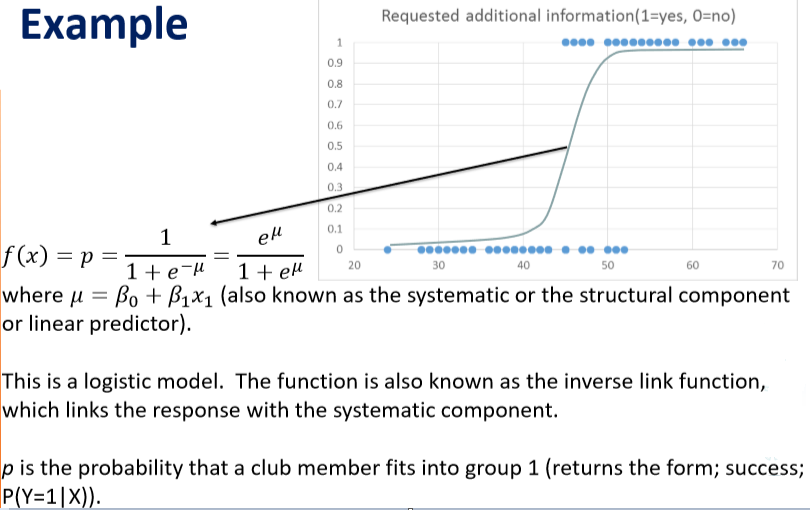 Example
Requested additional information(1=yes, 0=no)
1
0.9
0.8
0.7
0.6
0.5
0.4
0.3
0.2
0.1
0
20 30 40 50 60 70
f(x) = p = 1 / (1 + e^{−μ}) = e^{μ} / (1 + e^{μ})
where μ = β₀ + β₁x₁ (also known as the systematic or the structural component
or linear predictor).
This is a logistic model. The function is also known as the inverse link function,
which links the response with the systematic component.
p is the probability that a club member fits into group 1 (returns the form; success;
P(Y=1|X)).